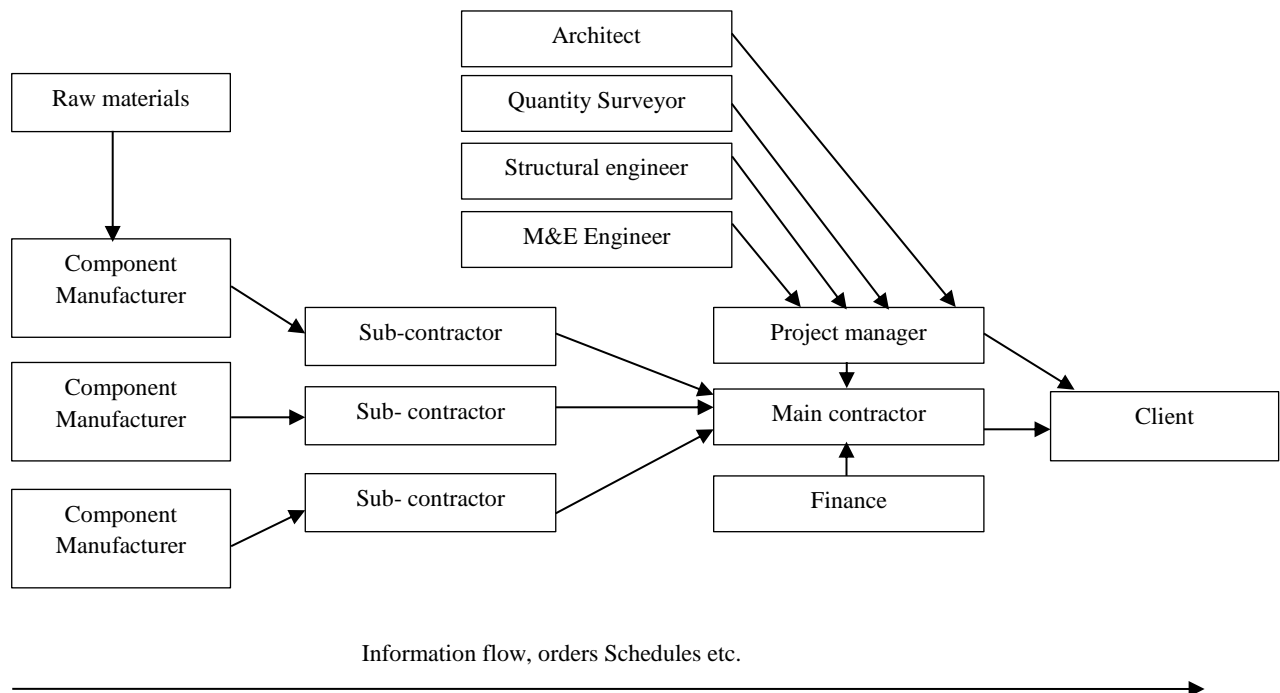 Architect
Raw materials
Quantity Surveyor
Structural engineer
M&E Engineer
Component
Manufacturer
Sub-contractor
Project manager
Component
Manufacturer
Sub- contractor
Main contractor
Client
Component
Manufacturer
Sub- contractor
Finance
Information flow, orders Schedules etc.